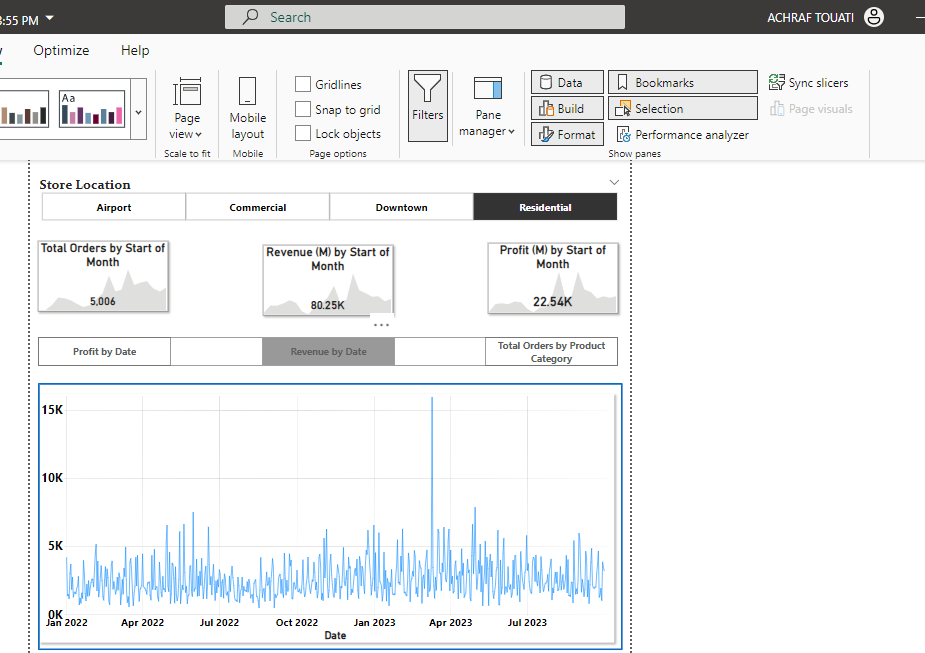 :55 PM
Search
ACHRAF TOUATI
Optimize
Help
Aa
Page
view
Scale to fit
Mobile
layout
Mobile
Gridlines
Snap to grid
Lock objects
Page options
Filters
Pane
manager
Data
Build
Format
Bookmarks
Selection
Performance analyzer
Show panes
Sync slicers
Page visuals
Store Location
Airport
Commercial
Downtown
Residential
Total Orders by Start of
Month
5,006
Revenue (M) by Start of
Month
80.25K
Profit (M) by Start of
Month
22.54K
Profit by Date
Revenue by Date
Total Orders by Product
Category
15K
10K
5K
0K
Jan 2022
Apr 2022
Jul 2022
Oct 2022
Jan 2023
Apr 2023
Jul 2023
Date